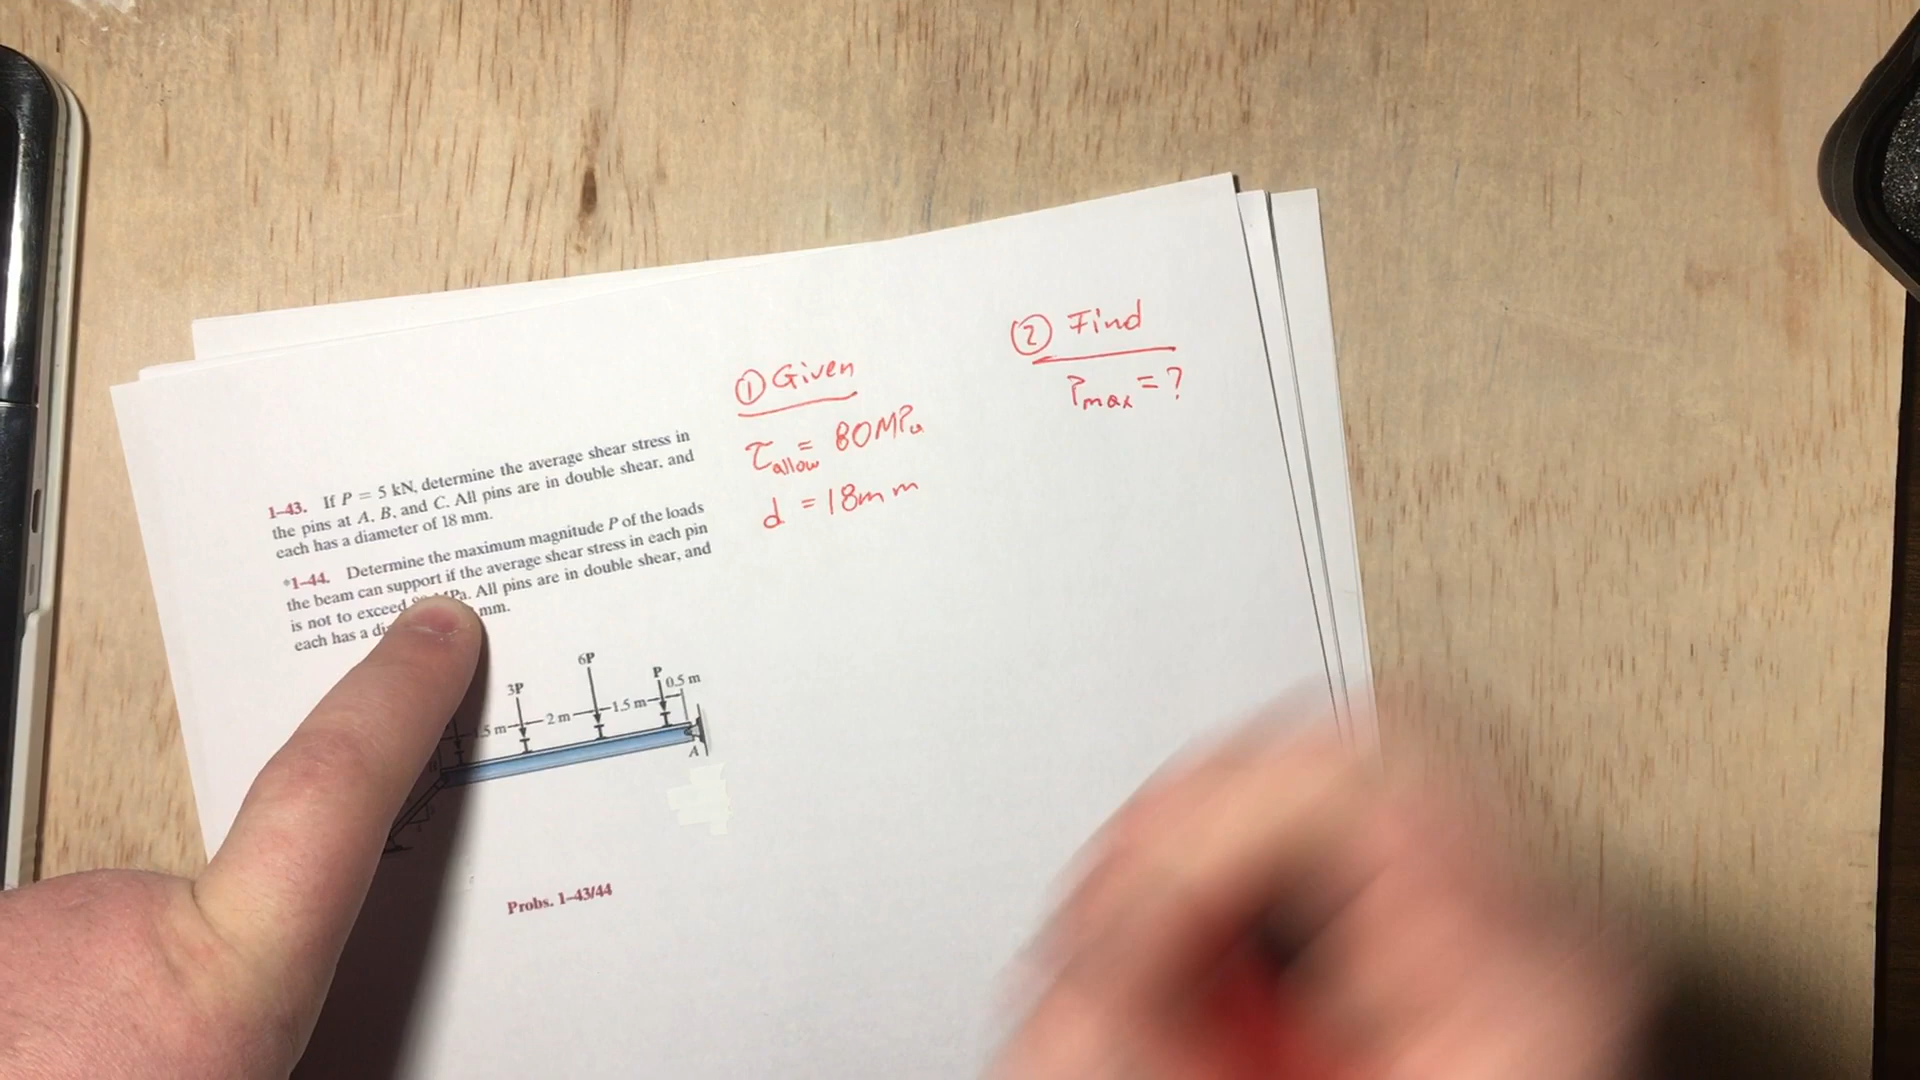 1–43. If P = 5 kN, determine the average shear stress in
the pins at A, B, and C. All pins are in double shear, and
each has a diameter of 18 mm.
*1–44. Determine the maximum magnitude P of the loads
the beam can support if the average shear stress in each pin
is not to exceed Pa. All pins are in double shear, and
each has a mm.
3P
6P
P
0.5 m
5 m
2 m
1.5 m
A
Probs. 1–43/44
① Given
τallow = 80MPa
d = 18mm
② Find
Pmax = ?